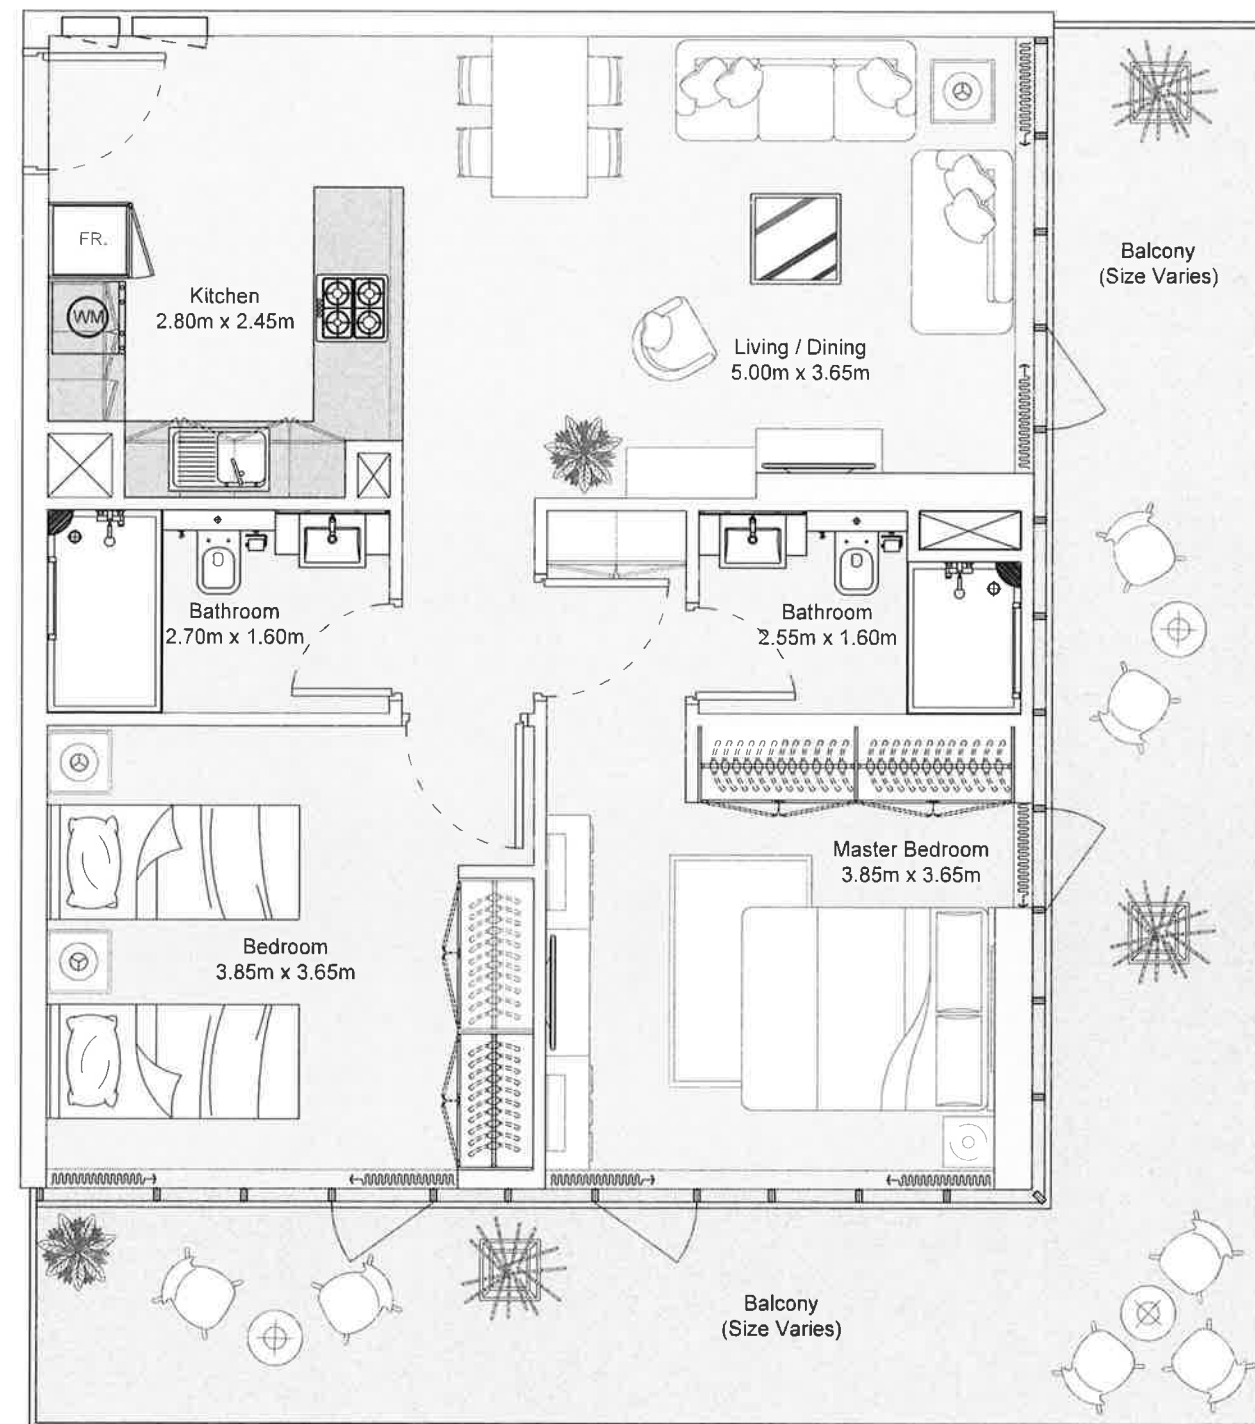 FR.
WM
Kitchen
2.80m x 2.45m
Living / Dining
5.00m x 3.65m
Balcony
(Size Varies)
Bathroom
2.70m x 1.60m
Bathroom
2.55m x 1.60m
Master Bedroom
3.85m x 3.65m
Bedroom
3.85m x 3.65m
Balcony
(Size Varies)